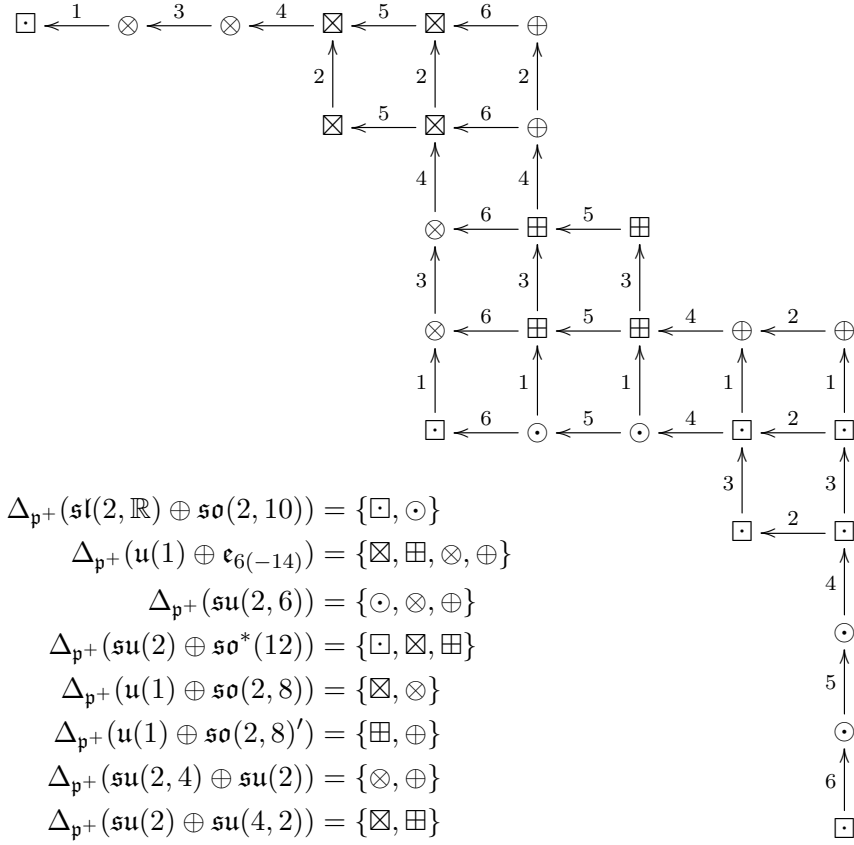 ⊡ 1 ⊗ 3 ⊗ 4 ⊠ 5 ⊠ 6 ⊕
2 2 2
⊠ 5 ⊠ 6 ⊕
4 4
⊗ 6 ⊞ 5 ⊞
3 3 3
⊗ 6 ⊞ 5 ⊞ 4 ⊕ 2 ⊕
1 1 1 1 1
⊡ 6 ⊙ 5 ⊙ 4 ⊡ 2 ⊡
3 3
⊡ 2 ⊡
4
⊙
5
⊙
6
⊡
Δ_{𝔭⁺}(𝔰𝔩(2, ℝ) ⊕ 𝔰𝔬(2, 10)) = {⊡, ⊙}
Δ_{𝔭⁺}(𝔲(1) ⊕ 𝔢_{6(−14)}) = {⊠, ⊞, ⊗, ⊕}
Δ_{𝔭⁺}(𝔰𝔲(2, 6)) = {⊙, ⊗, ⊕}
Δ_{𝔭⁺}(𝔰𝔲(2) ⊕ 𝔰𝔬*(12)) = {⊡, ⊠, ⊞}
Δ_{𝔭⁺}(𝔲(1) ⊕ 𝔰𝔬(2, 8)) = {⊠, ⊗}
Δ_{𝔭⁺}(𝔲(1) ⊕ 𝔰𝔬(2, 8)′) = {⊞, ⊕}
Δ_{𝔭⁺}(𝔰𝔲(2, 4) ⊕ 𝔰𝔲(2)) = {⊗, ⊕}
Δ_{𝔭⁺}(𝔰𝔲(2) ⊕ 𝔰𝔲(4, 2)) = {⊠, ⊞}